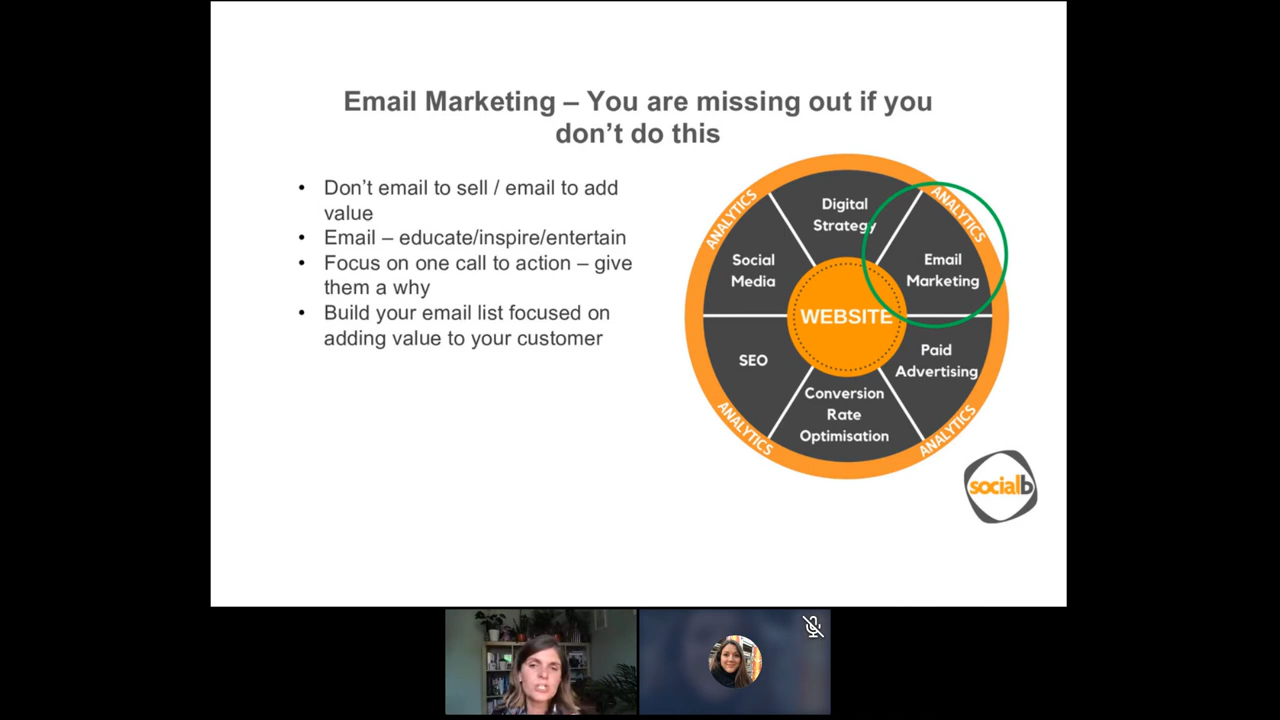 Email Marketing – You are missing out if you
don’t do this
• Don’t email to sell / email to add
value
• Email – educate/inspire/entertain
• Focus on one call to action – give
them a why
• Build your email list focused on
adding value to your customer
ANALYTICS
ANALYTICS
Digital
Strategy
Social
Media
Email
Marketing
WEBSITE
SEO
Paid
Advertising
Conversion
Rate
Optimisation
ANALYTICS
ANALYTICS
socialb